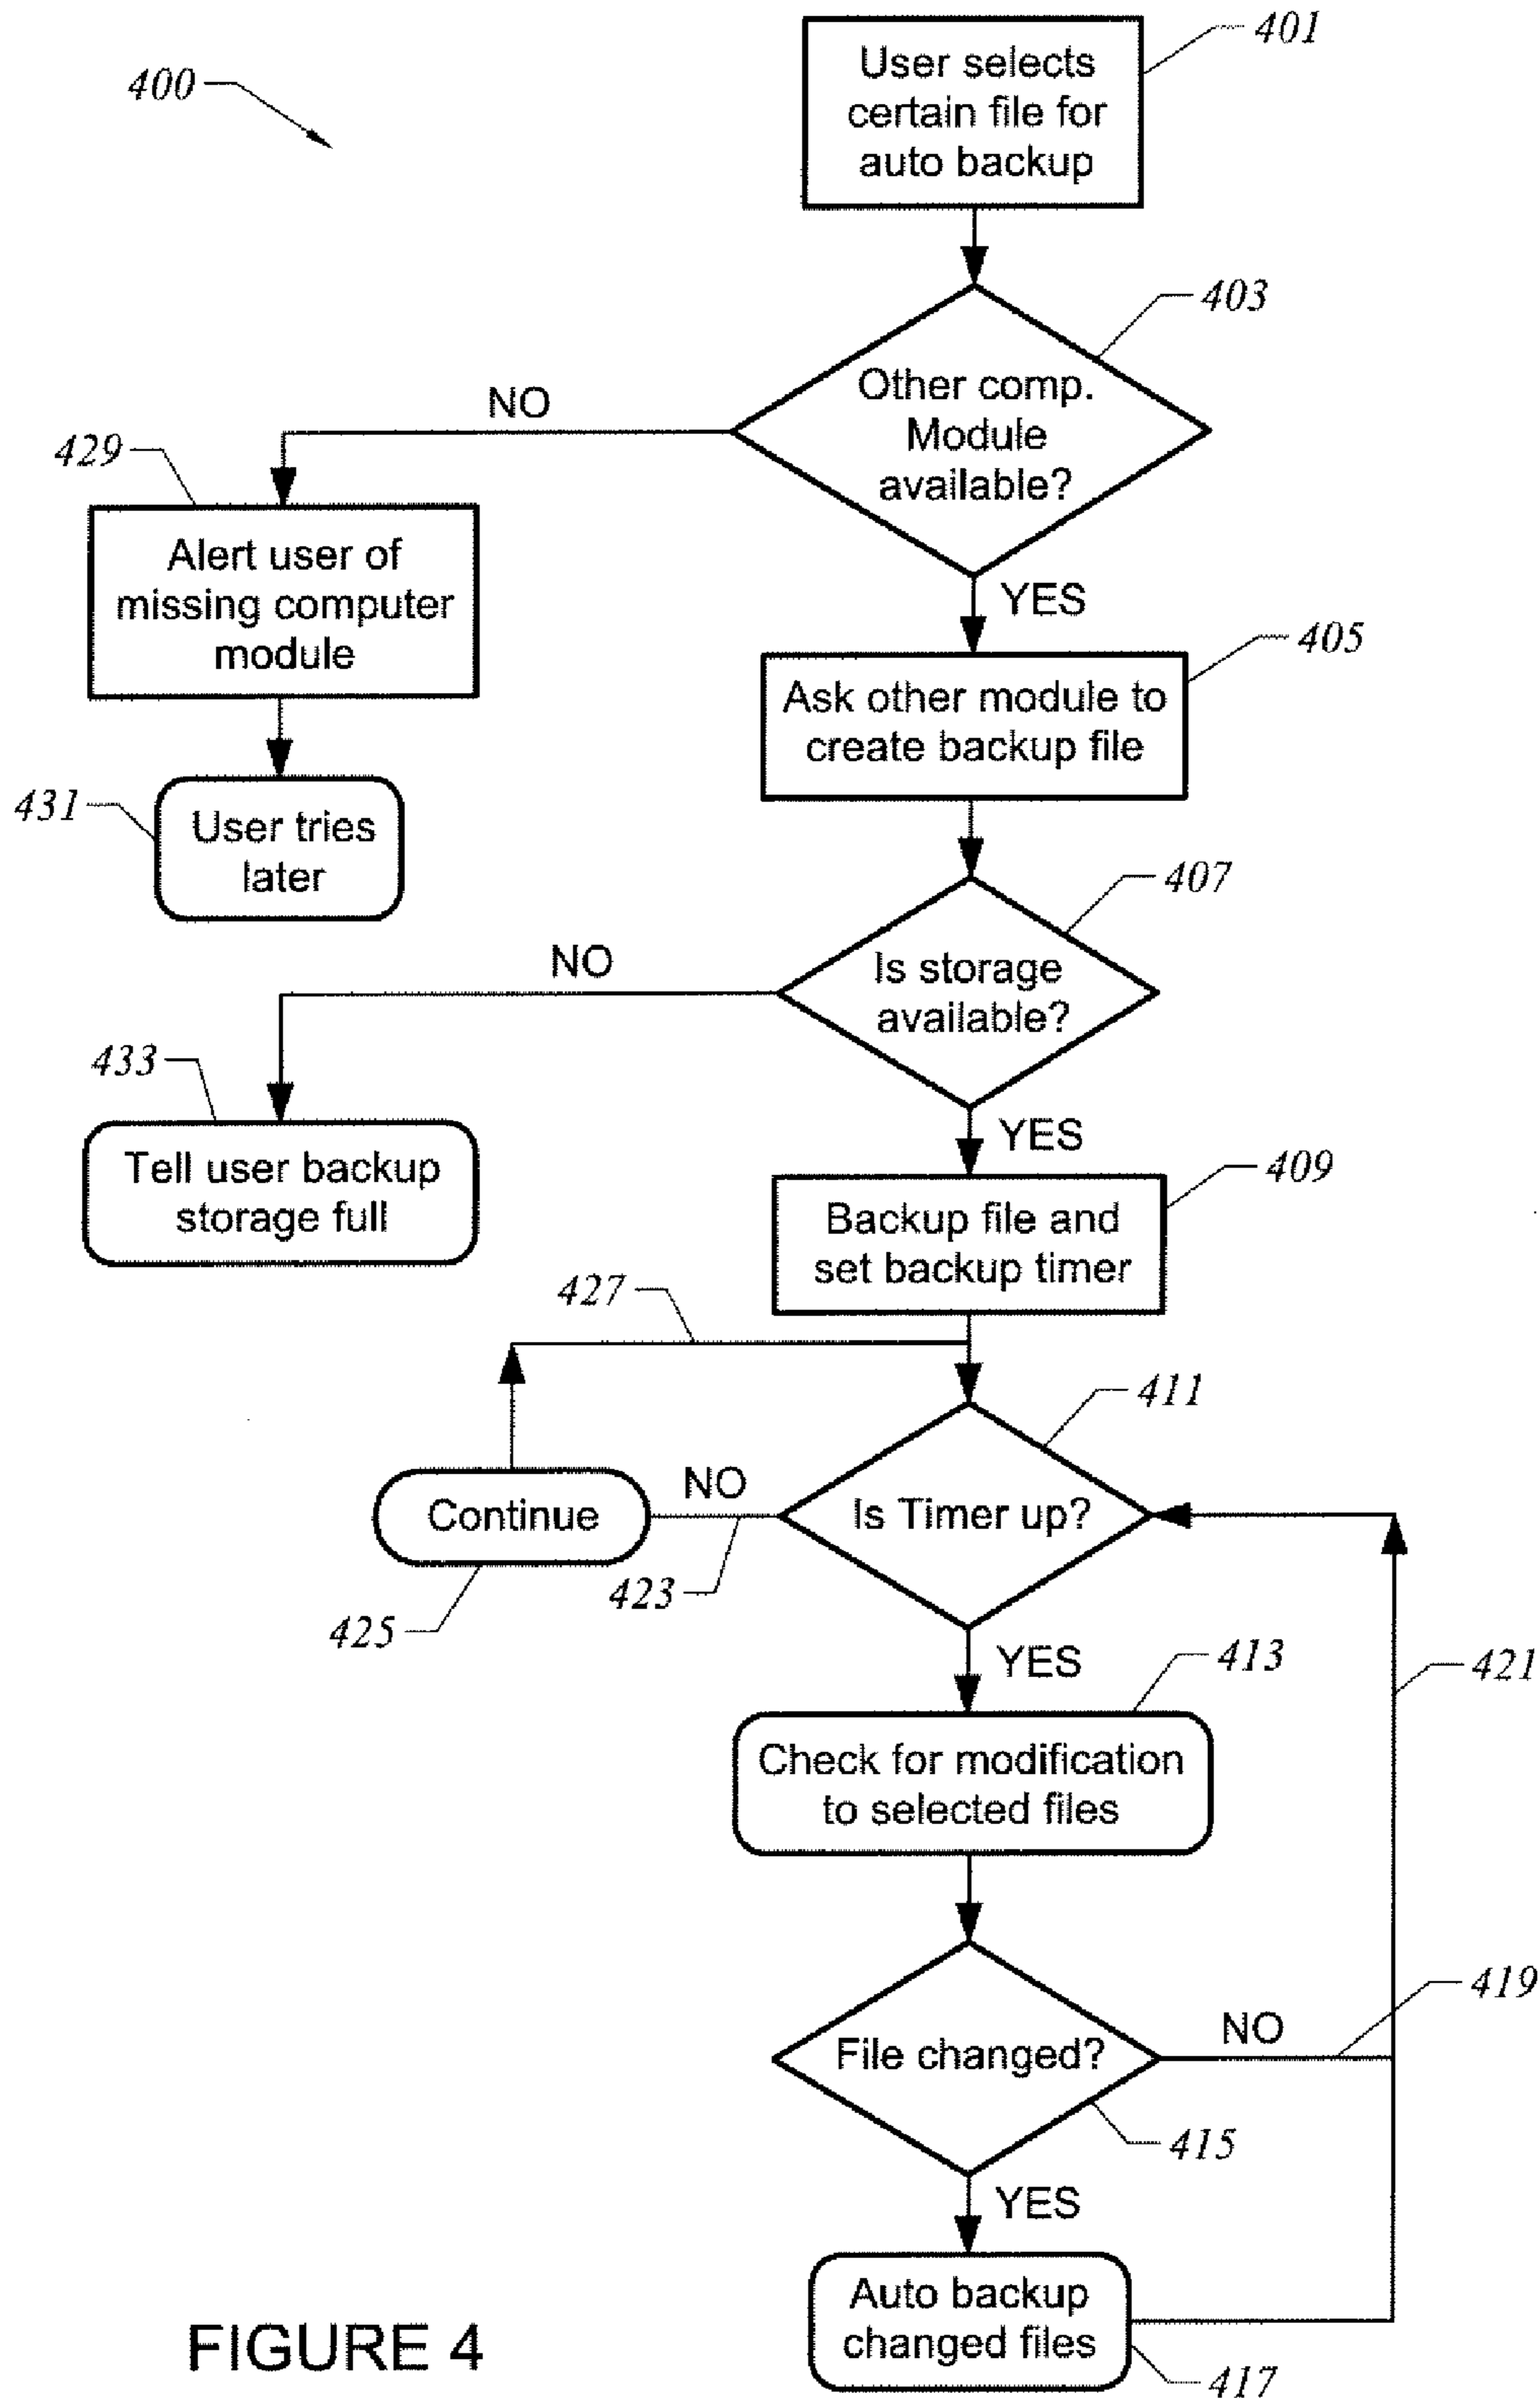 401
User selects
certain file for
auto backup
400
403
Other comp.
Module
available?
NO
429
Alert user of
missing computer
module
YES
405
Ask other module to
create backup file
431
User tries
later
407
Is storage
available?
NO
433
Tell user backup
storage full
YES
409
Backup file and
set backup timer
427
411
Is Timer up?
NO
Continue
423
425
YES
413
421
Check for modification
to selected files
419
File changed?
NO
415
YES
Auto backup
changed files
417
FIGURE 4